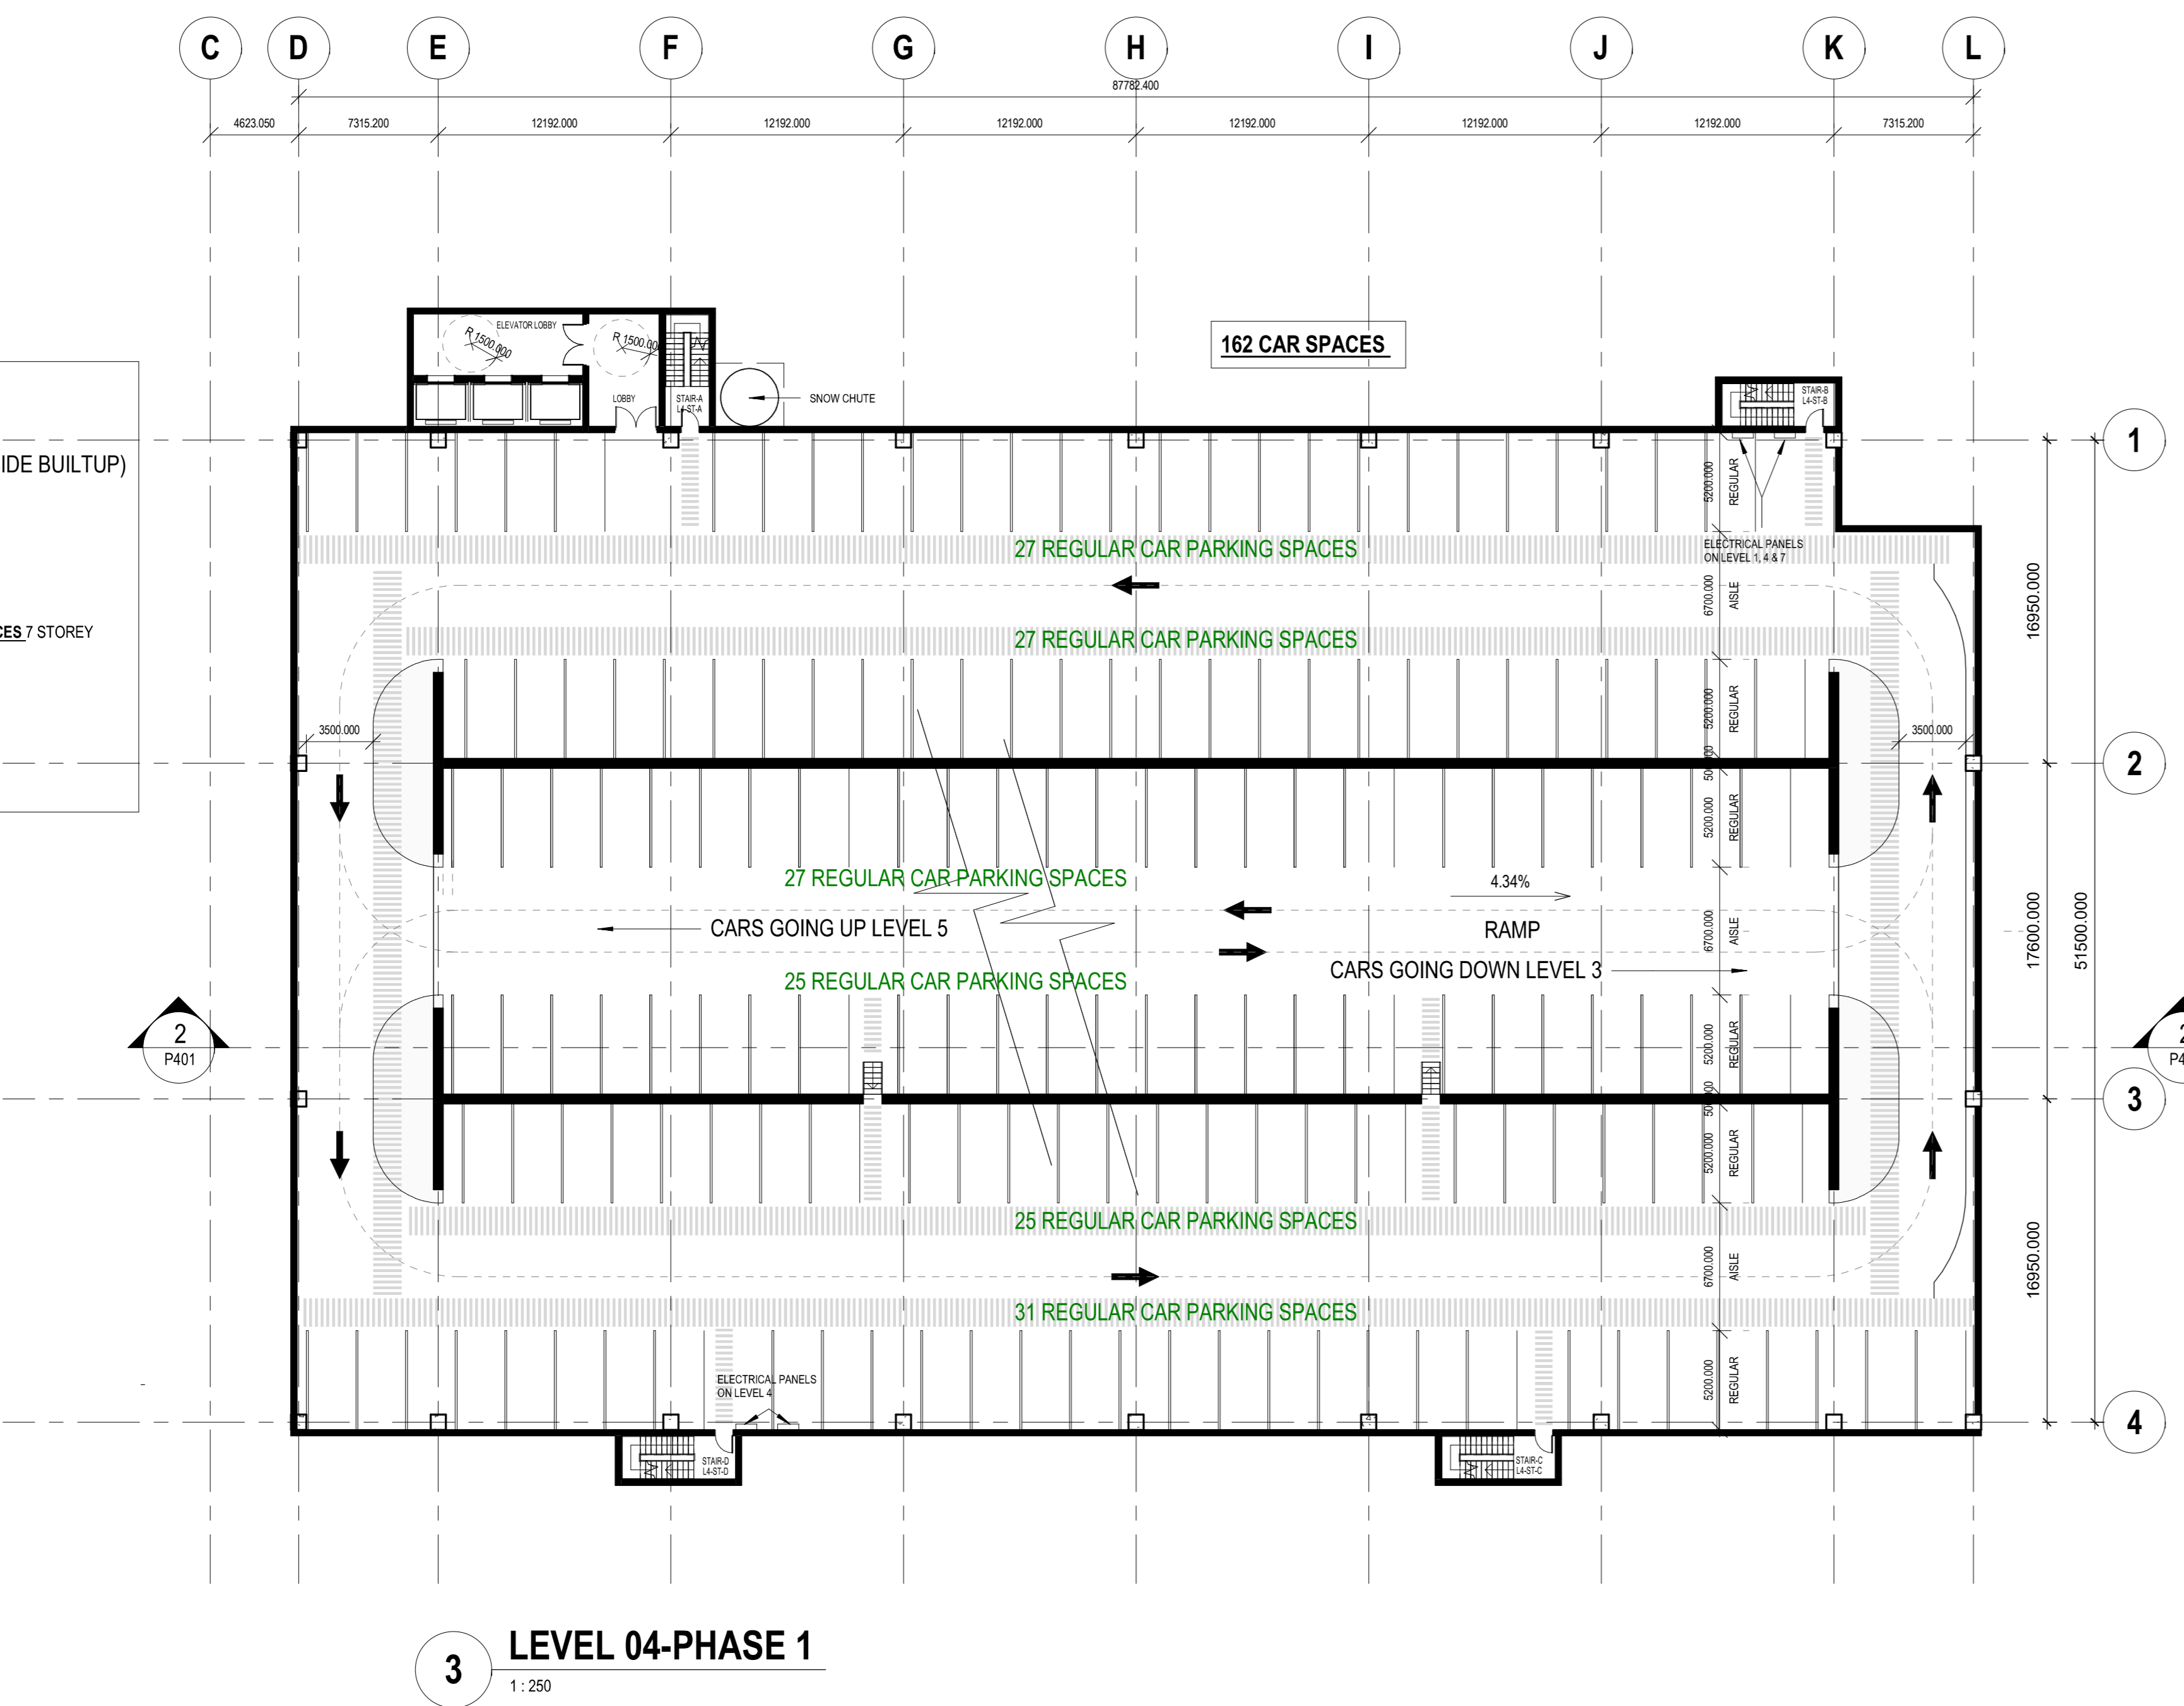 C D E F G H I J K L
87782.400
4623.050 7315.200 12192.000 12192.000 12192.000 12192.000 12192.000 12192.000 7315.200
ELEVATOR LOBBY
R 1500.000
R 1500.000
162 CAR SPACES
STAIR-A
L4-ST-A
LOBBY
SNOW CHUTE
STAIR-B
L4-ST-B
1
IDE BUILTUP)
5200.000
REGULAR
27 REGULAR CAR PARKING SPACES
ELECTRICAL PANELS
ON LEVEL 1, 4 & 7
6700.000
AISLE
16950.000
27 REGULAR CAR PARKING SPACES
CES 7 STOREY
5200.000
REGULAR
3500.000
3500.000
2
5200.000
REGULAR
27 REGULAR CAR PARKING SPACES
4.34%
CARS GOING UP LEVEL 5
RAMP
6700.000
AISLE
17600.000
51500.000
25 REGULAR CAR PARKING SPACES
CARS GOING DOWN LEVEL 3
2
P401
5200.000
REGULAR
2
P4
3
5200.000
REGULAR
25 REGULAR CAR PARKING SPACES
6700.000
AISLE
16950.000
31 REGULAR CAR PARKING SPACES
ELECTRICAL PANELS
ON LEVEL 4
5200.000
REGULAR
4
STAIR-D
L4-ST-D
STAIR-C
L4-ST-C
3
LEVEL 04-PHASE 1
1 : 250